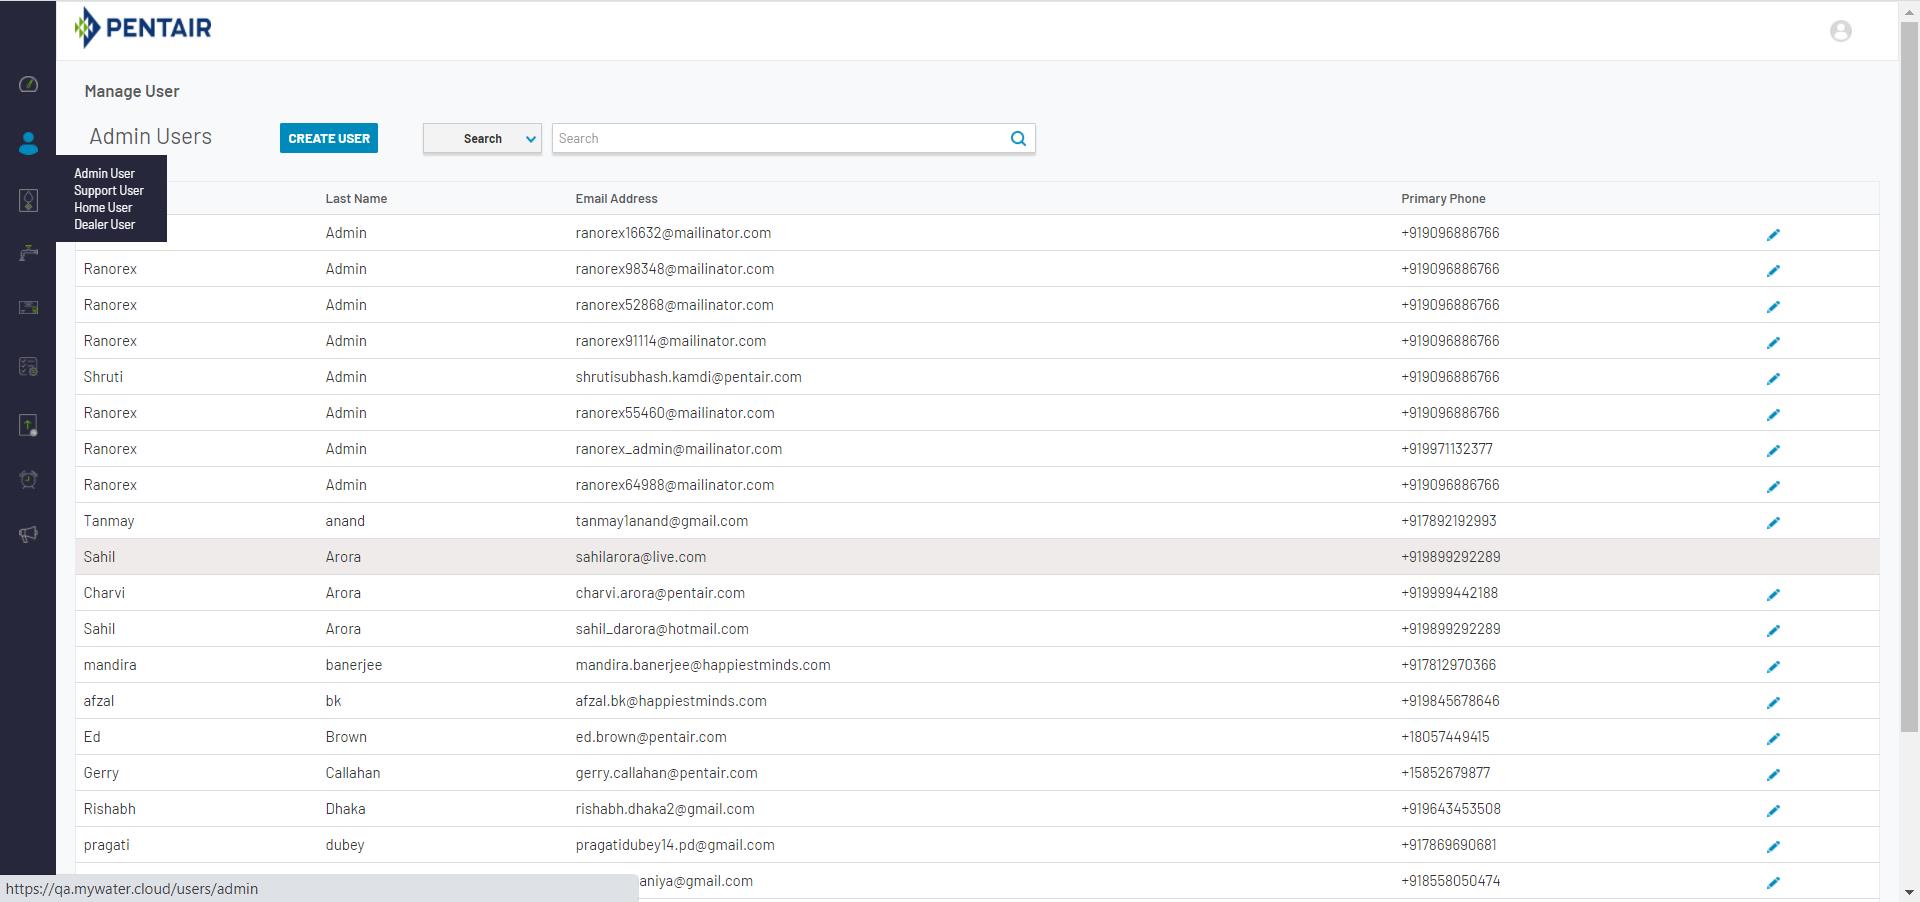 PENTAIR
Manage User
Admin Users
CREATE USER
Search
Search
Admin User
Support User
Home User
Dealer User
Last Name Email Address Primary Phone
Admin ranorex16632@mailinator.com +919096886766
Ranorex Admin ranorex98348@mailinator.com +919096886766
Ranorex Admin ranorex52868@mailinator.com +919096886766
Ranorex Admin ranorex91114@mailinator.com +919096886766
Shruti Admin shrutisubhash.kamdi@pentair.com +919096886766
Ranorex Admin ranorex55460@mailinator.com +919096886766
Ranorex Admin ranorex_admin@mailinator.com +919971132377
Ranorex Admin ranorex64988@mailinator.com +919096886766
Tanmay anand tanmay1anand@gmail.com +917892192993
Sahil Arora sahilarora@live.com +919899292289
Charvi Arora charvi.arora@pentair.com +919999442188
Sahil Arora sahil_darora@hotmail.com +919899292289
mandira banerjee mandira.banerjee@happiestminds.com +917812970366
afzal bk afzal.bk@happiestminds.com +919845678646
Ed Brown ed.brown@pentair.com +18057449415
Gerry Callahan gerry.callahan@pentair.com +15852679877
Rishabh Dhaka rishabh.dhaka2@gmail.com +919643453508
pragati dubey pragatidubey14.pd@gmail.com +917869690681
aniya@gmail.com +918558050474
https://qa.mywater.cloud/users/admin